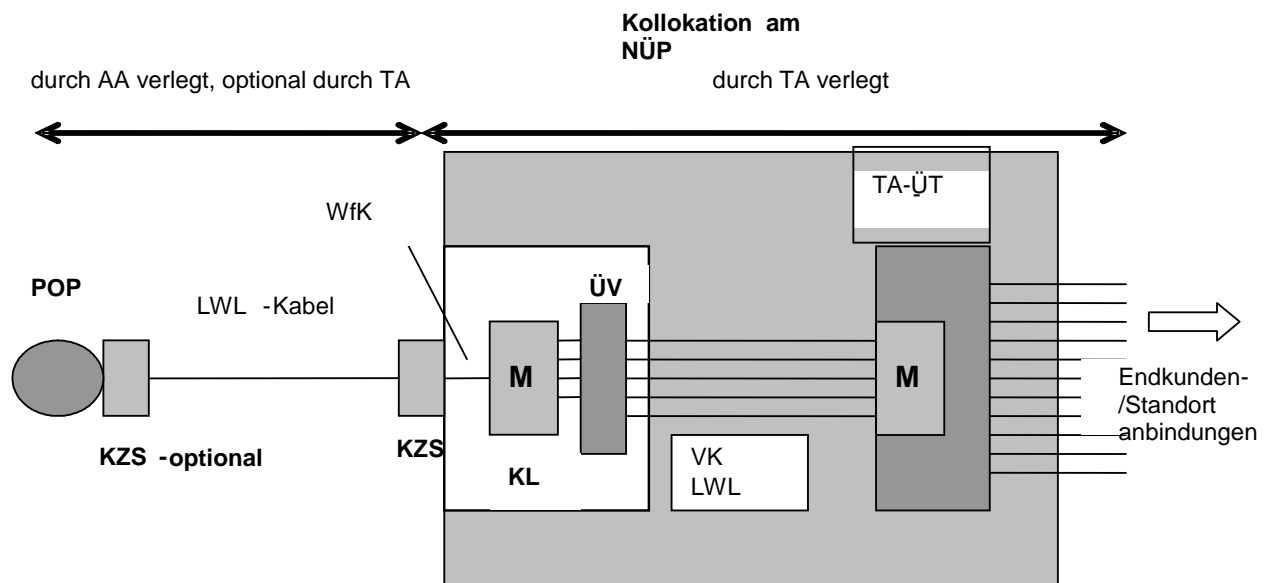 Kollokation am
NÜP
durch AA verlegt, optional durch TA
durch TA verlegt
TA-ÜT
WfK
POP
LWL -Kabel
ÜV
M
M
KZS -optional
KZS
KL
VK
LWL
Endkunden-
/Standort
anbindungen